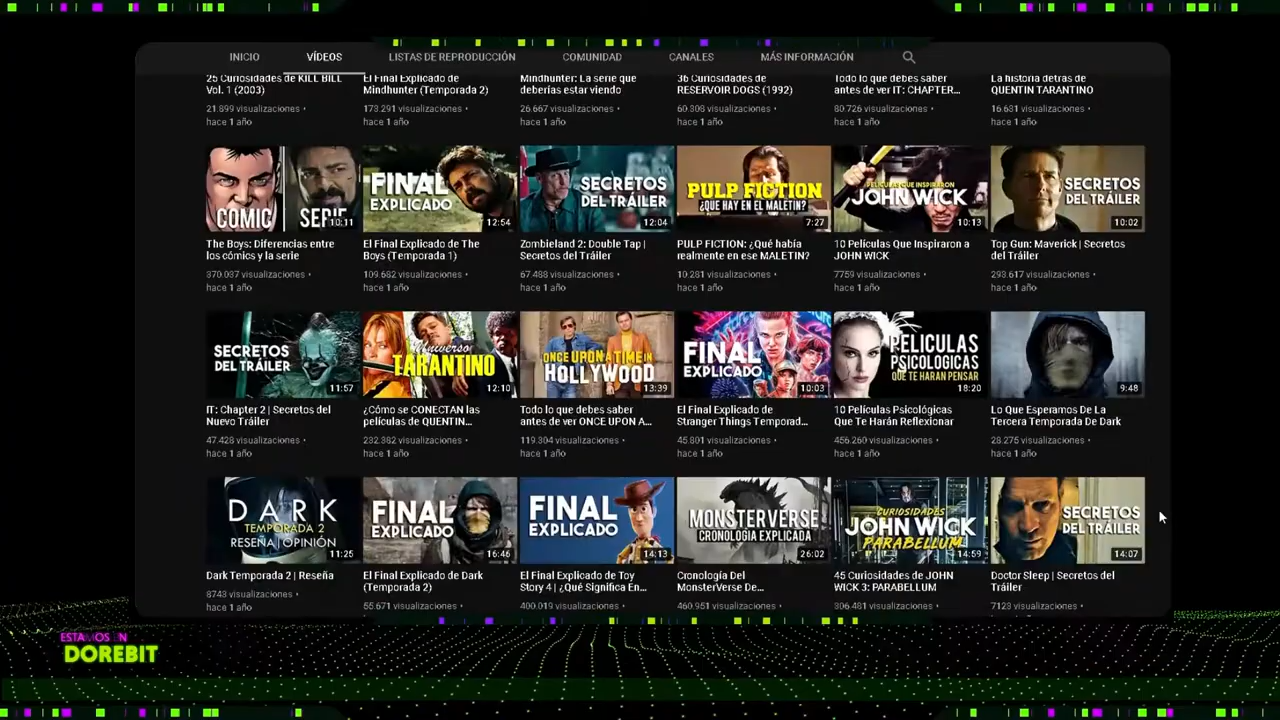 INICIO
VÍDEOS
LISTAS DE REPRODUCCIÓN
COMUNIDAD
CANALES
MÁS INFORMACIÓN
25 Curiosidades de KILL BILL
Vol. 1 (2003)
21.899 visualizaciones •
hace 1 año
El Final Explicado de
Mindhunter (Temporada 2)
173.291 visualizaciones •
hace 1 año
Mindhunter: La serie que
deberías estar viendo
26.667 visualizaciones •
hace 1 año
36 Curiosidades de
RESERVOIR DOGS (1992)
60.308 visualizaciones •
hace 1 año
Todo lo que debes saber
antes de ver IT: CHAPTER...
80.726 visualizaciones •
hace 1 año
La historia detrás de
QUENTIN TARANTINO
16.631 visualizaciones •
hace 1 año
COMIC
SERIE
10:11
The Boys: Diferencias entre
los cómics y la serie
370.037 visualizaciones •
hace 1 año
FINAL
EXPLICADO
12:54
El Final Explicado de The
Boys (Temporada 1)
109.682 visualizaciones •
hace 1 año
SECRETOS
DEL TRÁILER
12:04
Zombieland 2: Double Tap |
Secretos del Tráiler
67.488 visualizaciones •
hace 1 año
PULP FICTION
¿QUE HAY EN EL MALETIN?
7:27
PULP FICTION: ¿Qué había
realmente en ese MALETIN?
10.281 visualizaciones •
hace 1 año
PELICULAS QUE INSPIRARON
JOHN WICK
10:13
10 Películas Que Inspiraron a
JOHN WICK
7759 visualizaciones •
hace 1 año
SECRETOS
DEL TRÁILER
10:02
Top Gun: Maverick | Secretos
del Tráiler
293.617 visualizaciones •
hace 1 año
SECRETOS
DEL TRÁILER
11:57
IT: Chapter 2 | Secretos del
Nuevo Tráiler
47.428 visualizaciones •
hace 1 año
Universo
TARANTINO
12:10
¿Cómo se CONECTAN las
películas de QUENTIN...
232.382 visualizaciones •
hace 1 año
ONCE UPON A TIME IN
HOLLYWOOD
13:39
Todo lo que debes saber
antes de ver ONCE UPON A...
119.304 visualizaciones •
hace 1 año
FINAL
EXPLICADO
10:03
El Final Explicado de
Stranger Things Temporad...
45.801 visualizaciones •
hace 1 año
PELICULAS
PSICOLOGICAS
QUE TE HARAN PENSAR
18:20
10 Películas Psicológicas
Que Te Harán Reflexionar
456.260 visualizaciones •
hace 1 año
9:48
Lo Que Esperamos De La
Tercera Temporada De Dark
28.275 visualizaciones •
hace 1 año
DARK
TEMPORADA 2
RESEÑA | OPINIÓN
11:25
Dark Temporada 2 | Reseña
8743 visualizaciones •
hace 1 año
FINAL
EXPLICADO
16:46
El Final Explicado de Dark
(Temporada 2)
55.671 visualizaciones •
FINAL
EXPLICADO
14:13
El Final Explicado de Toy
Story 4 | ¿Qué Significa En...
400.019 visualizaciones •
MONSTERVERSE
CRONOLOGÍA EXPLICADA
26:02
Cronología Del
MonsterVerse De...
460.951 visualizaciones •
CURIOSIDADES
JOHN WICK
PARABELLUM
14:59
45 Curiosidades de JOHN
WICK 3: PARABELLUM
306.481 visualizaciones •
SECRETOS
DEL TRÁILER
14:07
Doctor Sleep | Secretos del
Tráiler
7123 visualizaciones •
ESTAMOS EN
DOREBIT